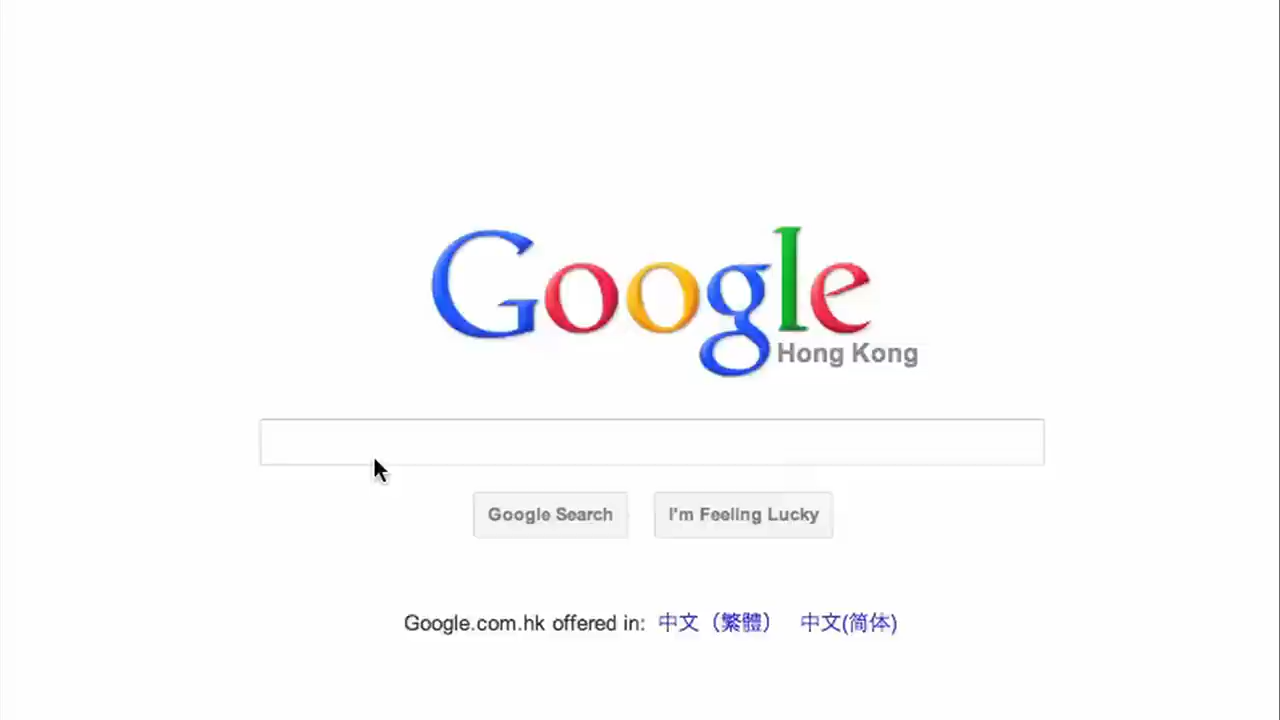 Google
Hong Kong
Google Search
I'm Feeling Lucky
Google.com.hk offered in: 中文（繁體） 中文(简体)